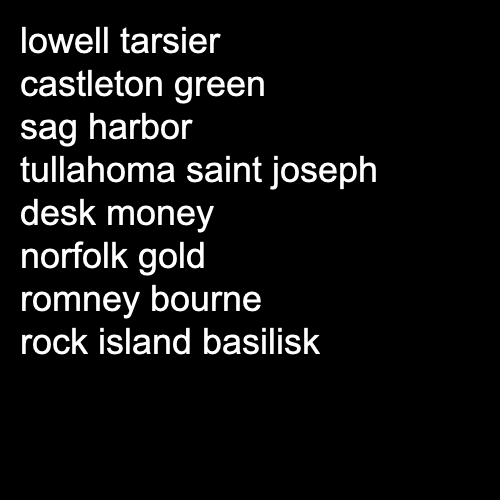 lowell tarsier
castleton green
sag harbor
tullahoma saint joseph
desk money
norfolk gold
romney bourne
rock island basilisk